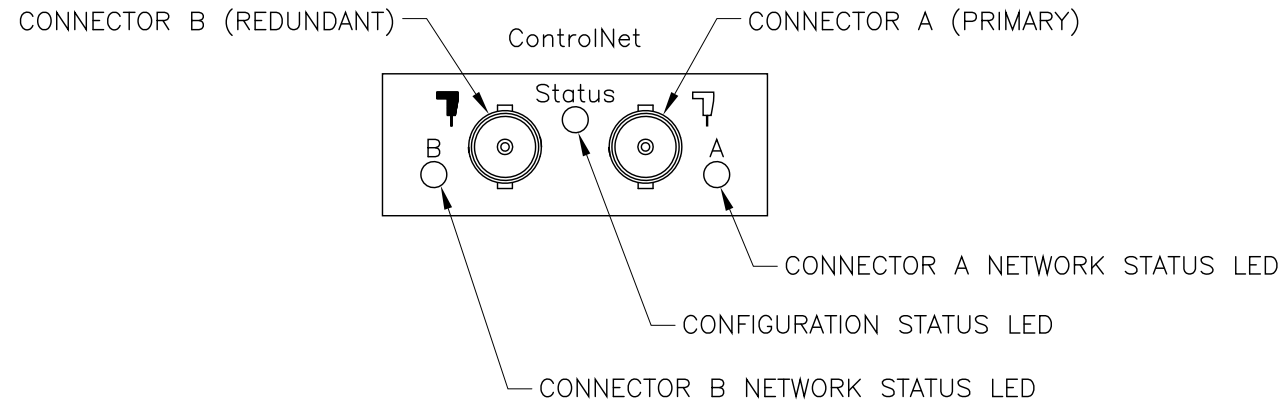 CONNECTOR B (REDUNDANT)
CONNECTOR A (PRIMARY)
ControlNet
Status
B
A
CONNECTOR A NETWORK STATUS LED
CONFIGURATION STATUS LED
CONNECTOR B NETWORK STATUS LED